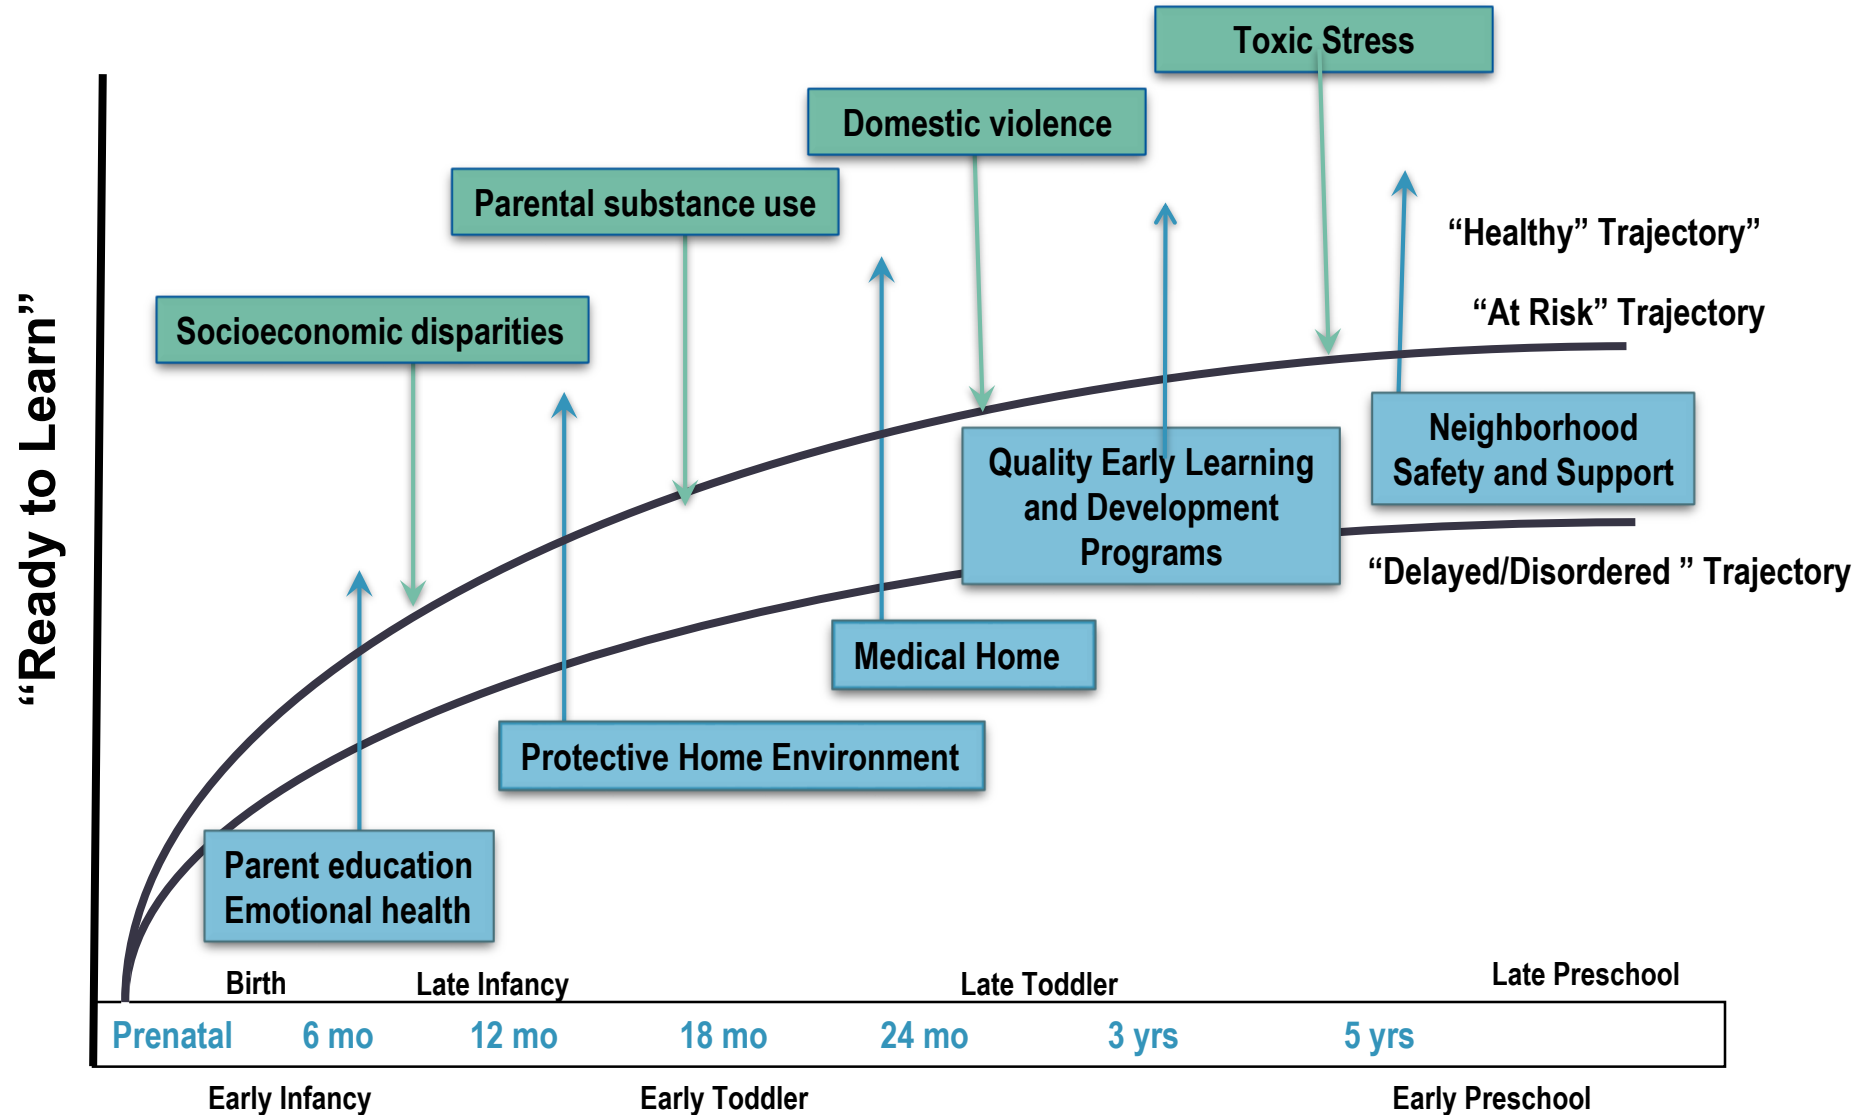 Toxic Stress
Domestic violence
Parental substance use
“Healthy” Trajectory”
“At Risk” Trajectory
Socioeconomic disparities
“Ready to Learn”
Neighborhood
Safety and Support
Quality Early Learning
and Development
Programs
“Delayed/Disordered ” Trajectory
Medical Home
Protective Home Environment
Parent education
Emotional health
Birth
Late Infancy
Late Toddler
Late Preschool
Prenatal
6 mo
12 mo
18 mo
24 mo
3 yrs
5 yrs
Early Infancy
Early Toddler
Early Preschool